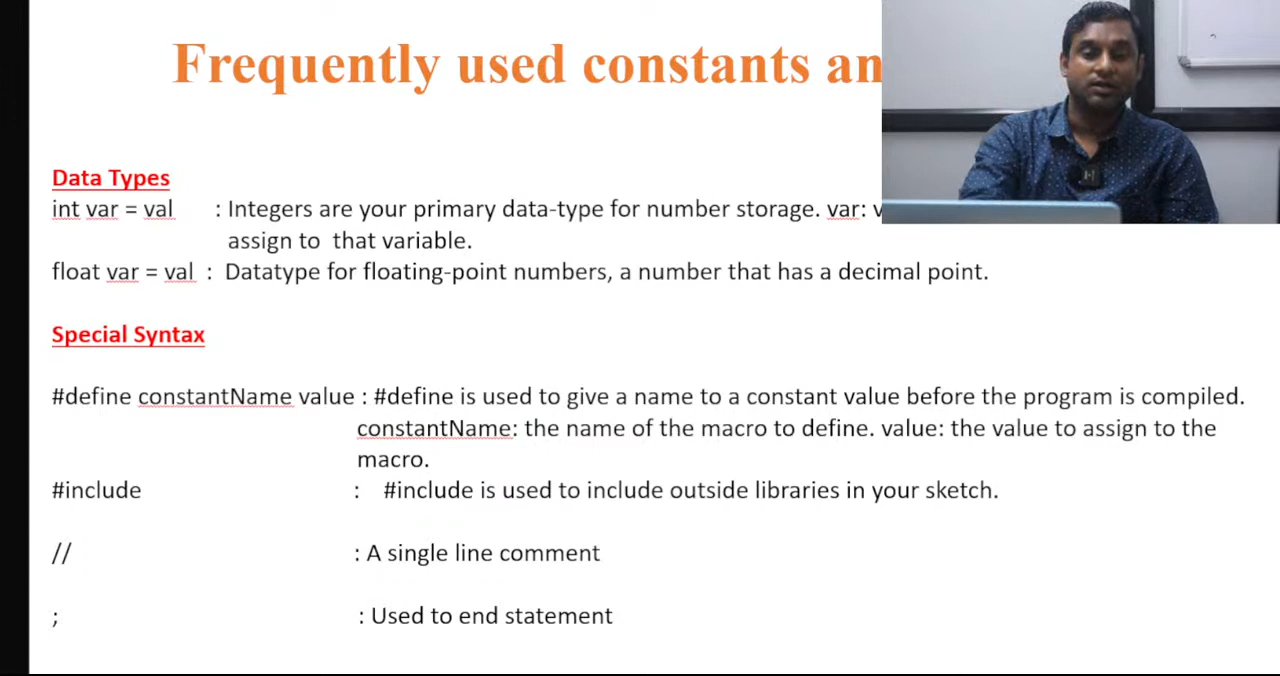 Frequently used constants an
Data Types
int var = val : Integers are your primary data-type for number storage. var:
assign to that variable.
float var = val : Datatype for floating-point numbers, a number that has a decimal point.
Special Syntax
#define constantName value : #define is used to give a name to a constant value before the program is compiled.
constantName: the name of the macro to define. value: the value to assign to the
macro.
#include : #include is used to include outside libraries in your sketch.
// : A single line comment
; : Used to end statement